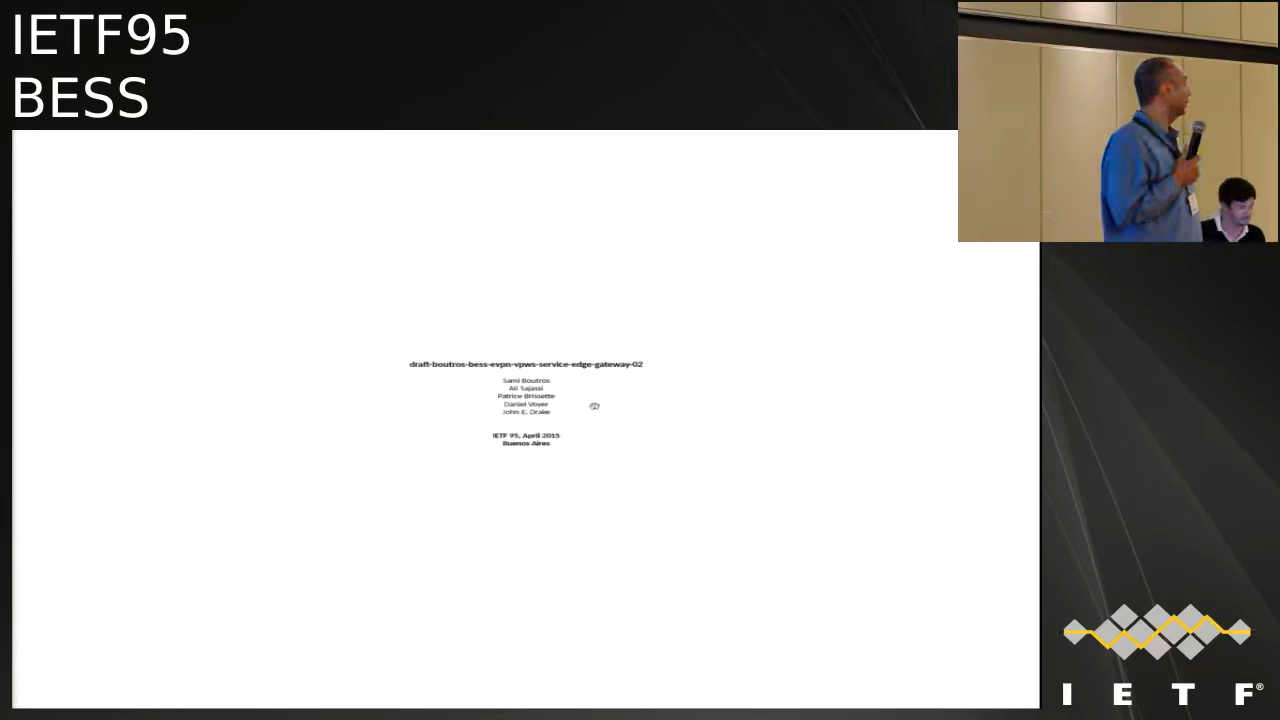 IETF95
BESS
draft-boutros-bess-evpn-vpws-service-edge-gateway-02
Sami Boutros
Ali Sajassi
Patrice Brissette
Daniel Voyer
John E. Drake
IETF 95, April 2015
Buenos Aires
I E T F®